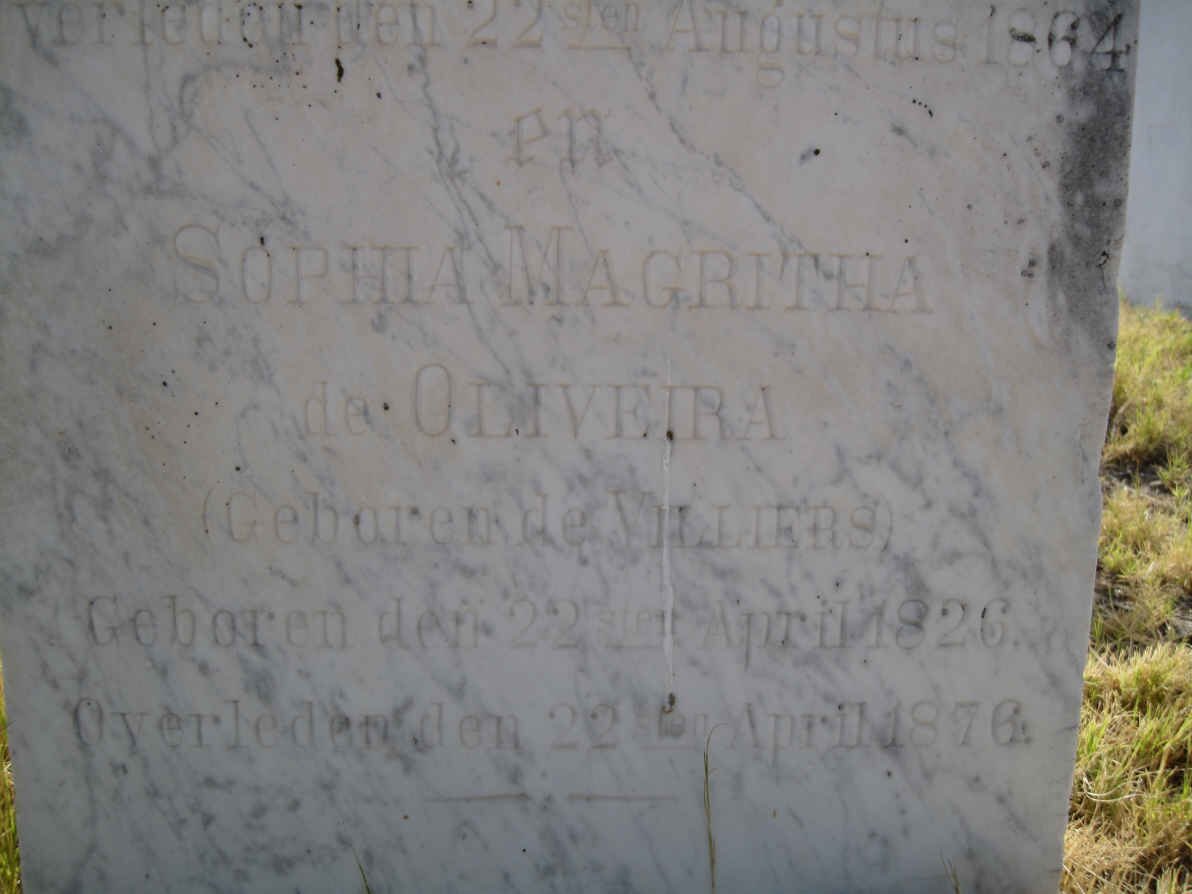 Overleden den 22sten Augustus 1864
en
SOPHIA MAGRITHA
de OLIVEIRA
(Geboren de VILLIERS)
Geboren den 22sten April 1826.
Overleden den 22sten April 1876.